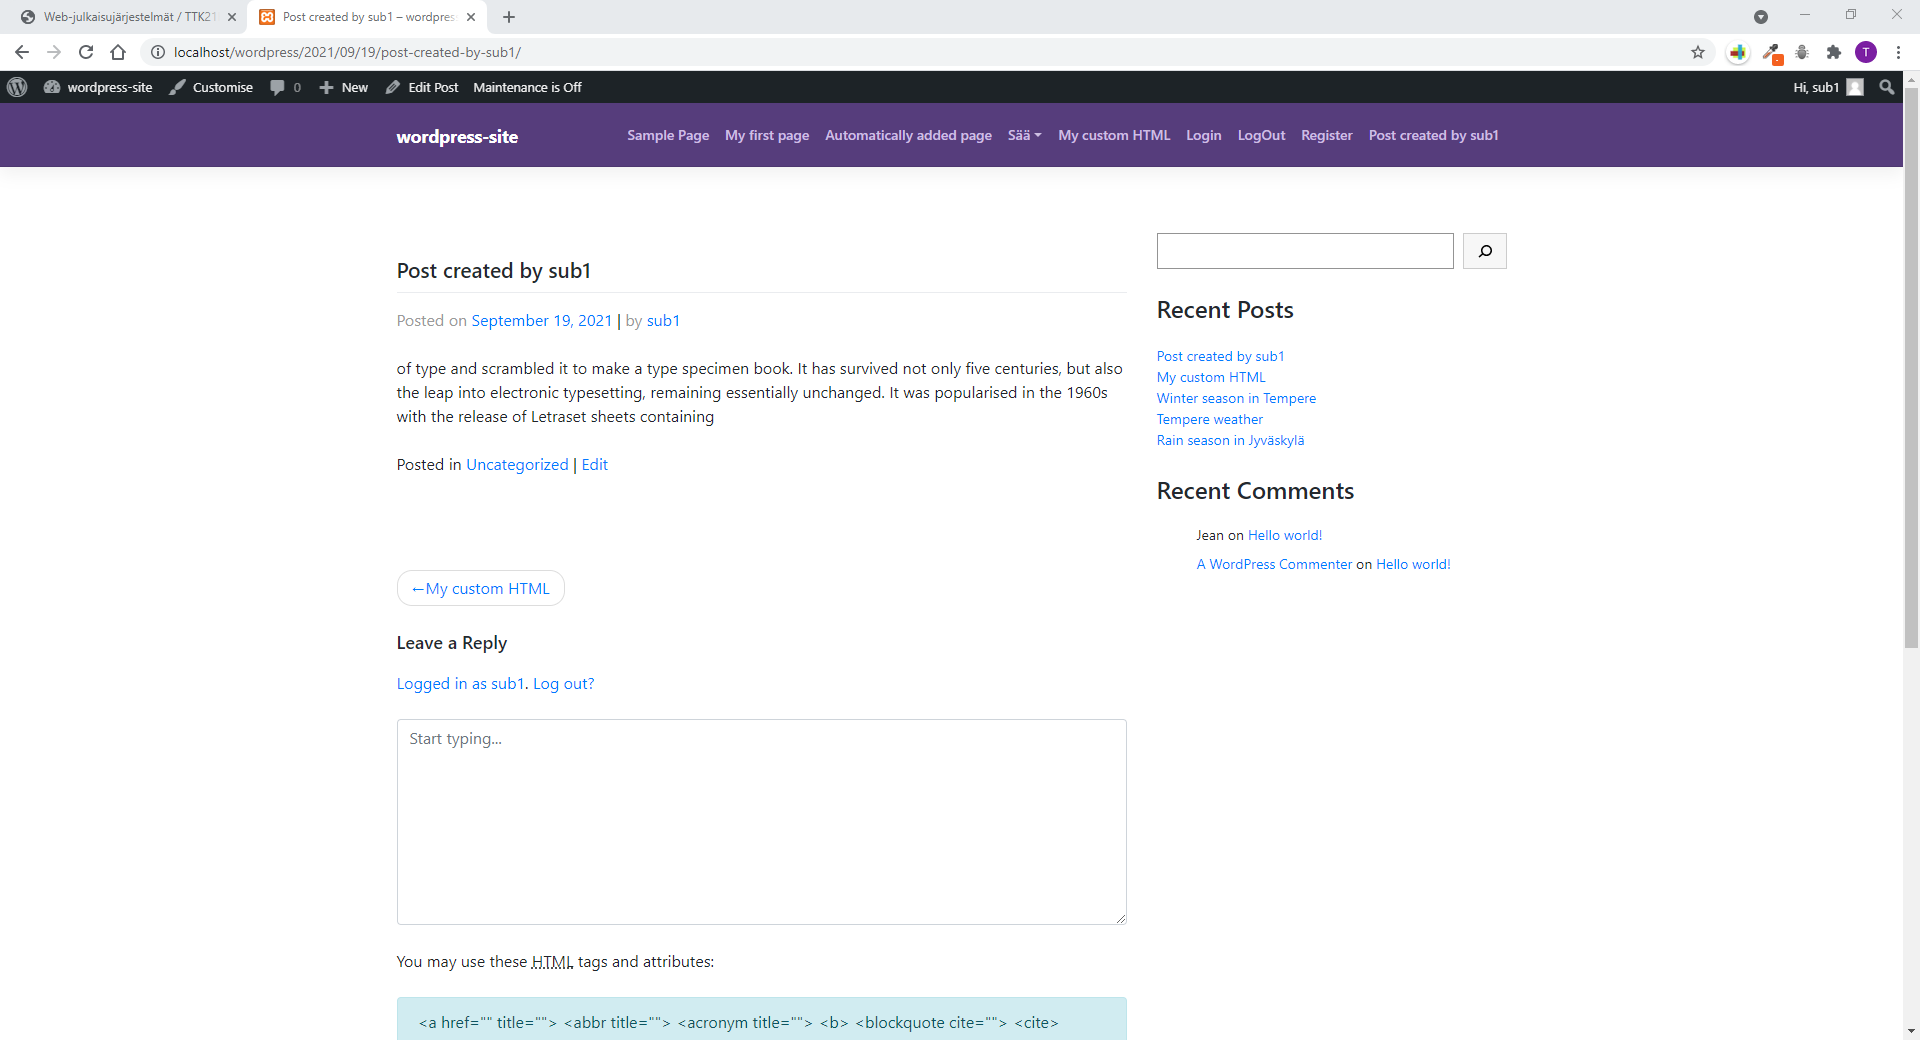 Web-julkaisujärjestelmät / TTK21
Post created by sub1 – wordpress
localhost/wordpress/2021/09/19/post-created-by-sub1/
T
wordpress-site Customise 0 New Edit Post Maintenance is Off Hi, sub1
wordpress-site Sample Page My first page Automatically added page Sää My custom HTML Login LogOut Register Post created by sub1
Post created by sub1
Posted on September 19, 2021 | by sub1
of type and scrambled it to make a type specimen book. It has survived not only five centuries, but also
the leap into electronic typesetting, remaining essentially unchanged. It was popularised in the 1960s
with the release of Letraset sheets containing
Posted in Uncategorized | Edit
←My custom HTML
Leave a Reply
Logged in as sub1. Log out?
Start typing...
You may use these HTML tags and attributes:
<a href="" title=""> <abbr title=""> <acronym title=""> <b> <blockquote cite=""> <cite>
Recent Posts
Post created by sub1
My custom HTML
Winter season in Tempere
Tempere weather
Rain season in Jyväskylä
Recent Comments
Jean on Hello world!
A WordPress Commenter on Hello world!